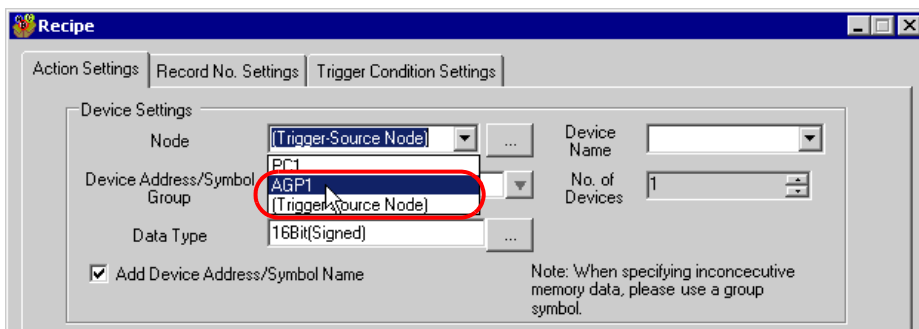 Recipe
Action Settings
Record No. Settings
Trigger Condition Settings
Device Settings
Node
(Trigger-Source Node)
...
Device
Name
PC1
Device Address/Symbol
Group
AGP1
(Trigger-Source Node)
No. of
Devices
1
Data Type
16Bit(Signed)
...
Add Device Address/Symbol Name
Note: When specifying inconcecutive
memory data, please use a group
symbol.